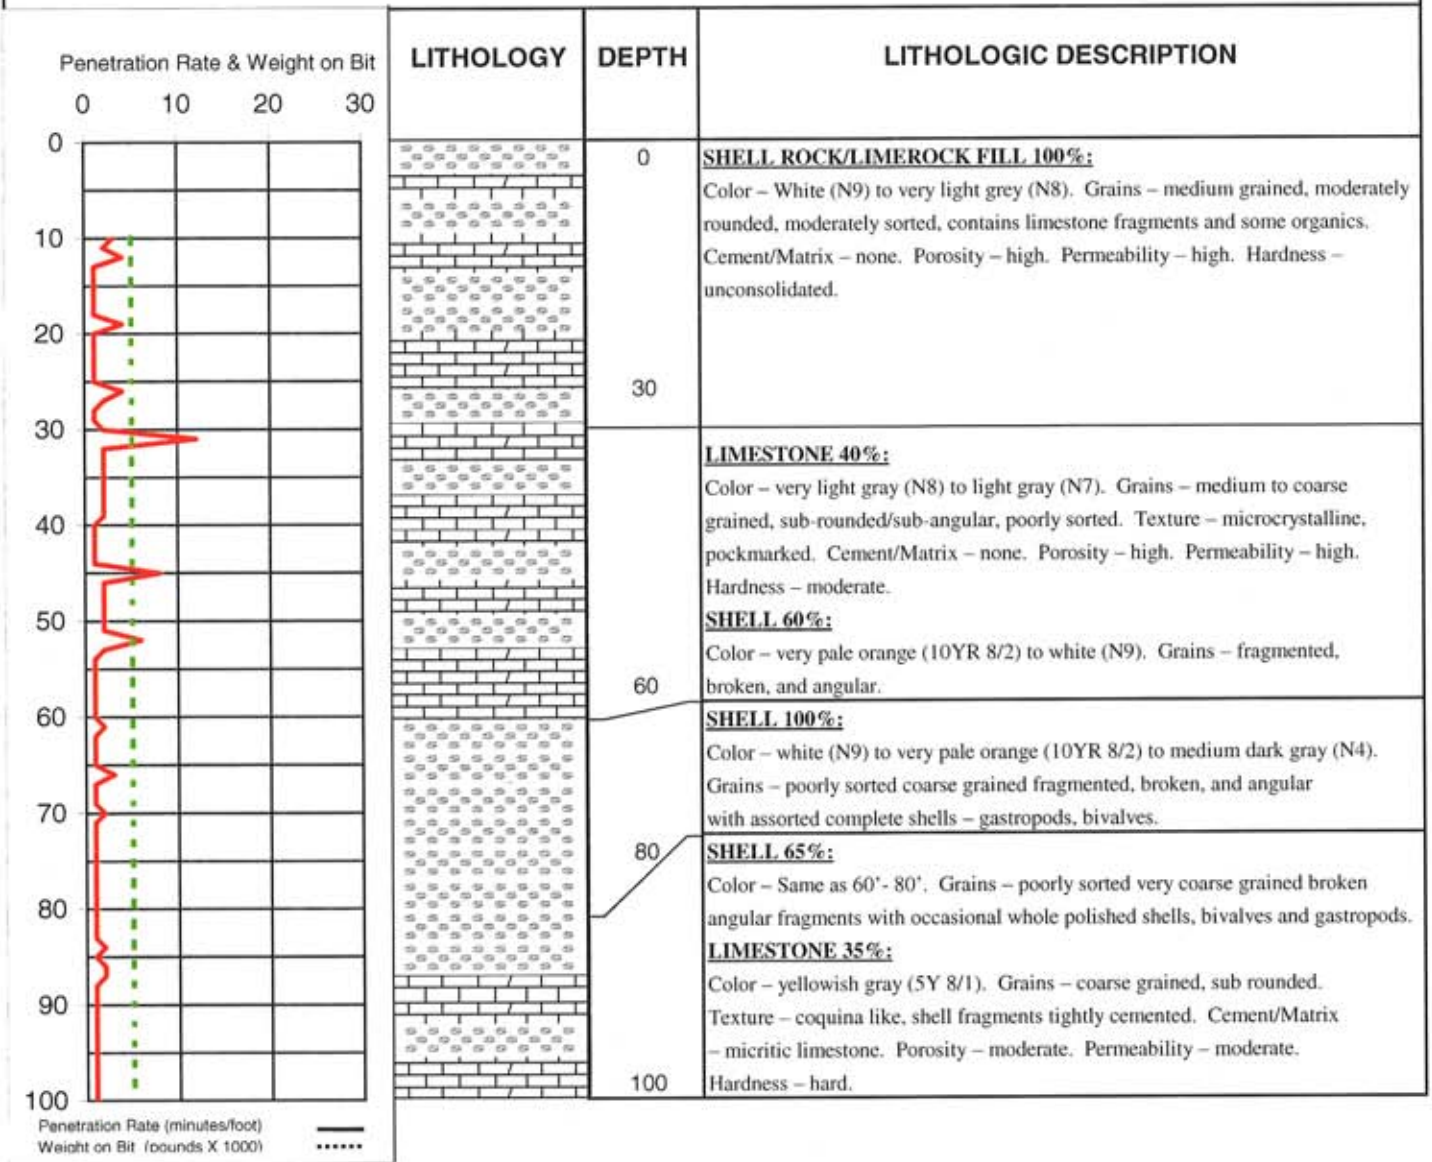 Penetration Rate & Weight on Bit
0 10 20 30
0
10
20
30
40
50
60
70
80
90
100
Penetration Rate (minutes/foot)
Weight on Bit (pounds X 1000)
LITHOLOGY
DEPTH
LITHOLOGIC DESCRIPTION
0
SHELL ROCK/LIMEROCK FILL 100%:
Color – White (N9) to very light grey (N8). Grains – medium grained, moderately
rounded, moderately sorted, contains limestone fragments and some organics.
Cement/Matrix – none. Porosity – high. Permeability – high. Hardness –
unconsolidated.
30
LIMESTONE 40%:
Color – very light gray (N8) to light gray (N7). Grains – medium to coarse
grained, sub-rounded/sub-angular, poorly sorted. Texture – microcrystalline,
pockmarked. Cement/Matrix – none. Porosity – high. Permeability – high.
Hardness – moderate.
SHELL 60%:
Color – very pale orange (10YR 8/2) to white (N9). Grains – fragmented,
broken, and angular.
60
SHELL 100%:
Color – white (N9) to very pale orange (10YR 8/2) to medium dark gray (N4).
Grains – poorly sorted coarse grained fragmented, broken, and angular
with assorted complete shells – gastropods, bivalves.
80
SHELL 65%:
Color – Same as 60’- 80’. Grains – poorly sorted very coarse grained broken
angular fragments with occasional whole polished shells, bivalves and gastropods.
LIMESTONE 35%:
Color – yellowish gray (5Y 8/1). Grains – coarse grained, sub rounded.
Texture – coquina like, shell fragments tightly cemented. Cement/Matrix
– micritic limestone. Porosity – moderate. Permeability – moderate.
Hardness – hard.
100